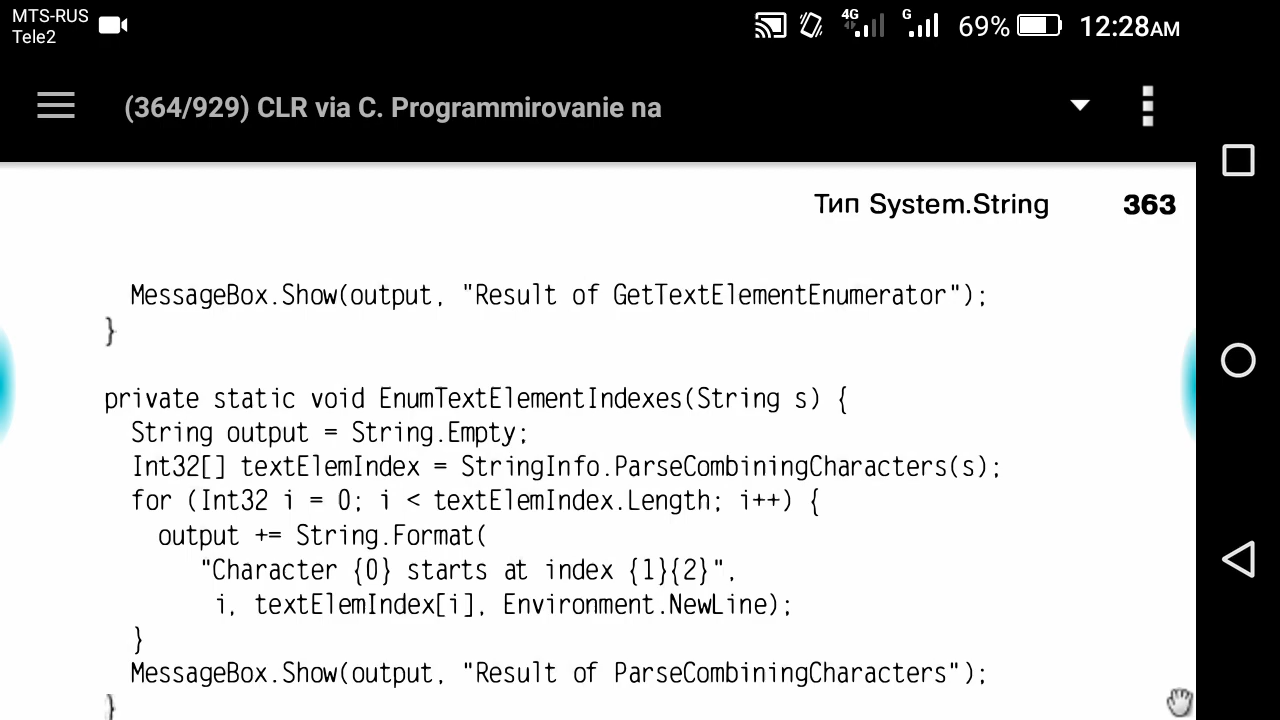 MTS-RUS
Tele2
4G
G
69%
12:28AM
(364/929) CLR via C. Programmirovanie na
Тип System.String 363
MessageBox.Show(output, "Result of GetTextElementEnumerator");
}
private static void EnumTextElementIndexes(String s) {
String output = String.Empty;
Int32[] textElemIndex = StringInfo.ParseCombiningCharacters(s);
for (Int32 i = 0; i < textElemIndex.Length; i++) {
output += String.Format(
"Character {0} starts at index {1}{2}",
i, textElemIndex[i], Environment.NewLine);
}
MessageBox.Show(output, "Result of ParseCombiningCharacters");
}